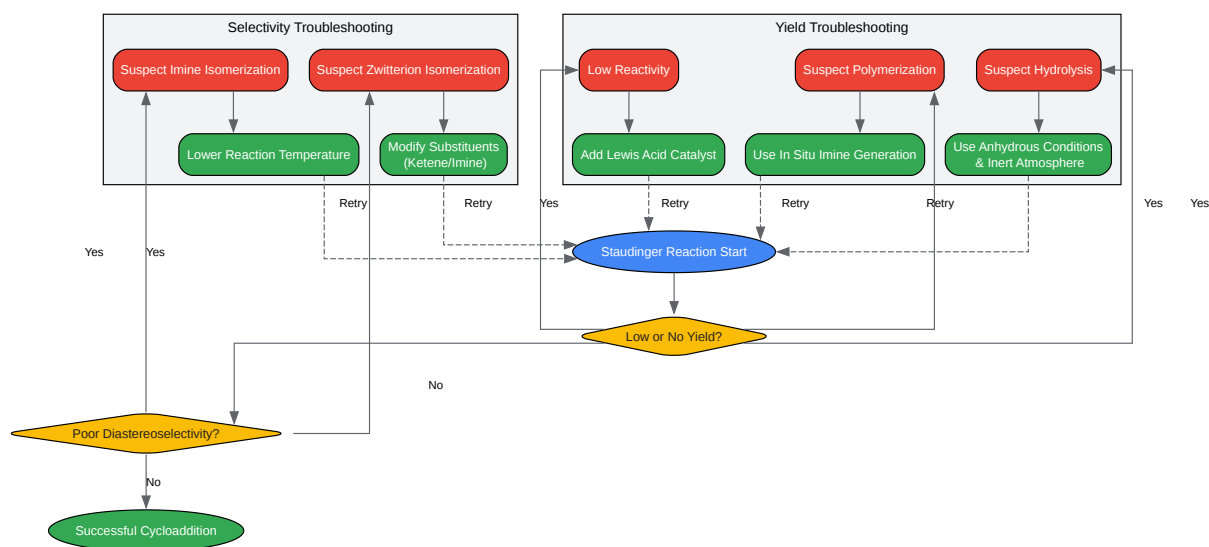 Selectivity Troubleshooting
Yield Troubleshooting
Suspect Imine Isomerization
Suspect Zwitterion Isomerization
Low Reactivity
Suspect Polymerization
Suspect Hydrolysis
Lower Reaction Temperature
Modify Substituents
(Ketene/Imine)
Add Lewis Acid Catalyst
Use In Situ Imine Generation
Use Anhydrous Conditions
& Inert Atmosphere
Retry
Retry
Yes
Retry
Retry
Retry
Yes
Yes
Yes
Yes
Staudinger Reaction Start
Low or No Yield?
No
Poor Diastereoselectivity?
No
Successful Cycloaddition